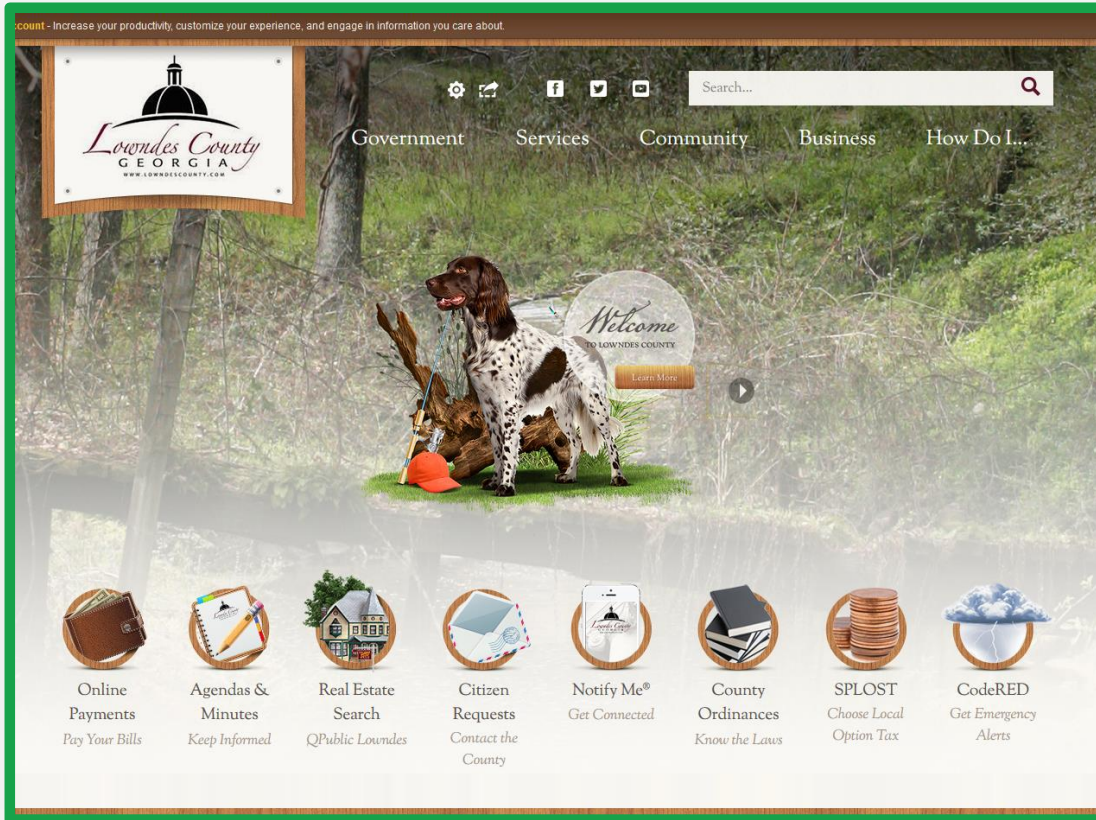 count - Increase your productivity, customize your experience, and engage in information you care about.
Lowndes County
GEORGIA
WWW.LOWNDESCOUNTY.COM
Search...
Government Services Community Business How Do I...
Welcome
TO LOWNDES COUNTY
Learn More
Lowndes County
Online Payments
Pay Your Bills
Agendas & Minutes
Keep Informed
Real Estate Search
QPublic Lowndes
Citizen Requests
Contact the County
Notify Me®
Get Connected
County Ordinances
Know the Laws
SPLOST
Choose Local Option Tax
CodeRED
Get Emergency Alerts